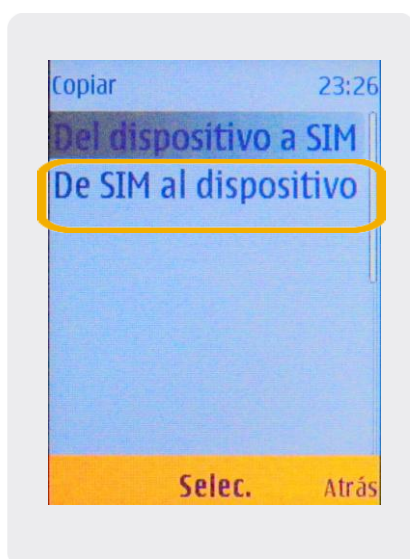 Copiar 23:26
Del dispositivo a SIM
De SIM al dispositivo
Selec. Atrás